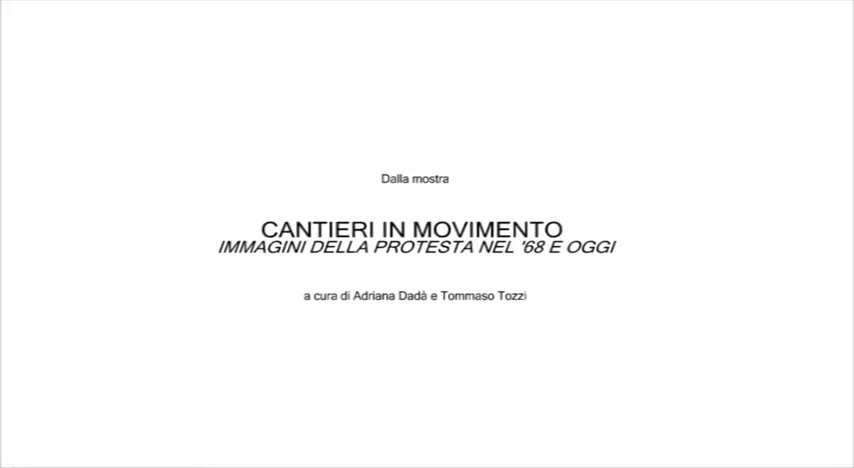 Dalla mostra
CANTIERI IN MOVIMENTO
IMMAGINI DELLA PROTESTA NEL '68 E OGGI
a cura di Adriana Dadà e Tommaso Tozzi